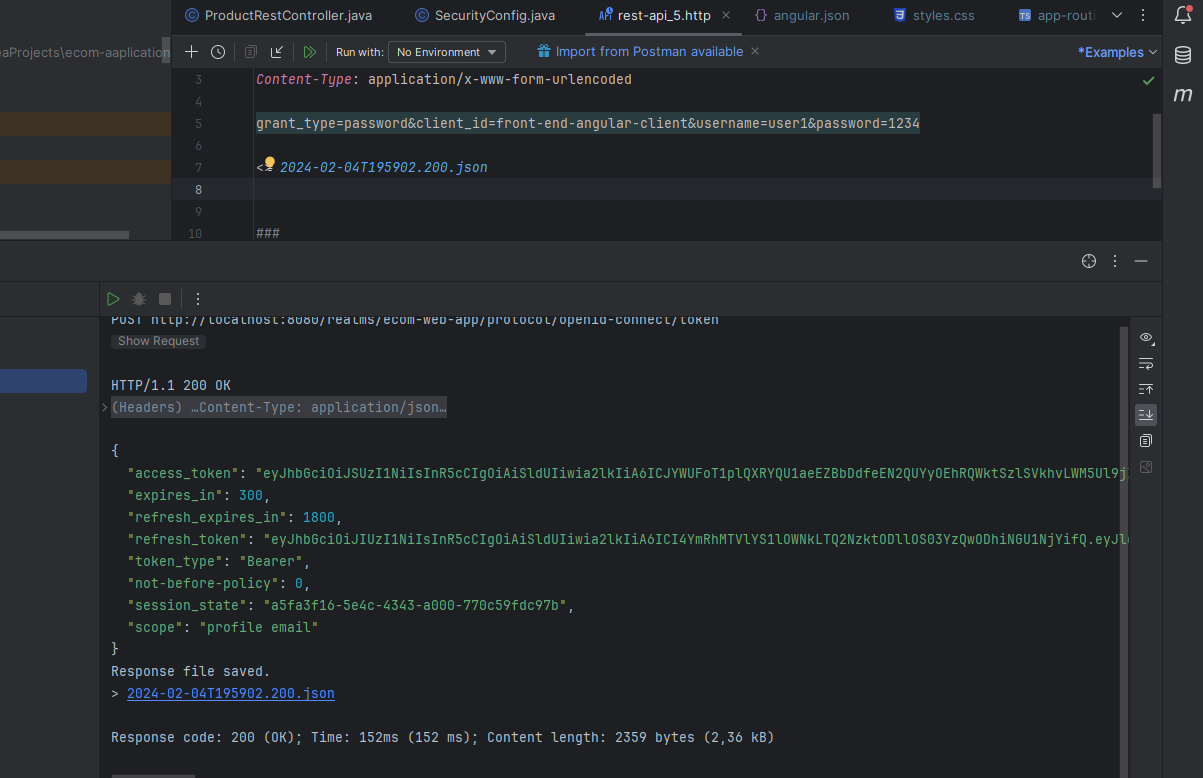 ProductRestController.java
SecurityConfig.java
API rest-api_5.http
{} angular.json
styles.css
TS app-routi
eaProjects\ecom-aaplication
Run with: No Environment
Import from Postman available
*Examples
m
3 Content-Type: application/x-www-form-urlencoded
4
5 grant_type=password&client_id=front-end-angular-client&username=user1&password=1234
6
7 <> 2024-02-04T195902.200.json
8
9
10 ###
POST http://localhost:8080/realms/ecom-web-app/protocol/openid-connect/token
Show Request
HTTP/1.1 200 OK
(Headers) …Content-Type: application/json…
{
"access_token": "eyJhbGciOiJSUzI1NiIsInR5cCIgOiAiSldUIiwia2lkIiA6ICJYWUFoT1plQXRYQU1aeEZBbDdfeEN2QUYyOEhRQWktSzlSVkhvLWM5Ul9j
"expires_in": 300,
"refresh_expires_in": 1800,
"refresh_token": "eyJhbGciOiJIUzI1NiIsInR5cCIgOiAiSldUIiwia2lkIiA6ICI4YmRhMTVlYS1lOWNkLTQ2NzktODllOS03YzQwODhiNGU1NjYifQ.eyJl
"token_type": "Bearer",
"not-before-policy": 0,
"session_state": "a5fa3f16-5e4c-4343-a000-770c59fdc97b",
"scope": "profile email"
}
Response file saved.
> 2024-02-04T195902.200.json
Response code: 200 (OK); Time: 152ms (152 ms); Content length: 2359 bytes (2,36 kB)